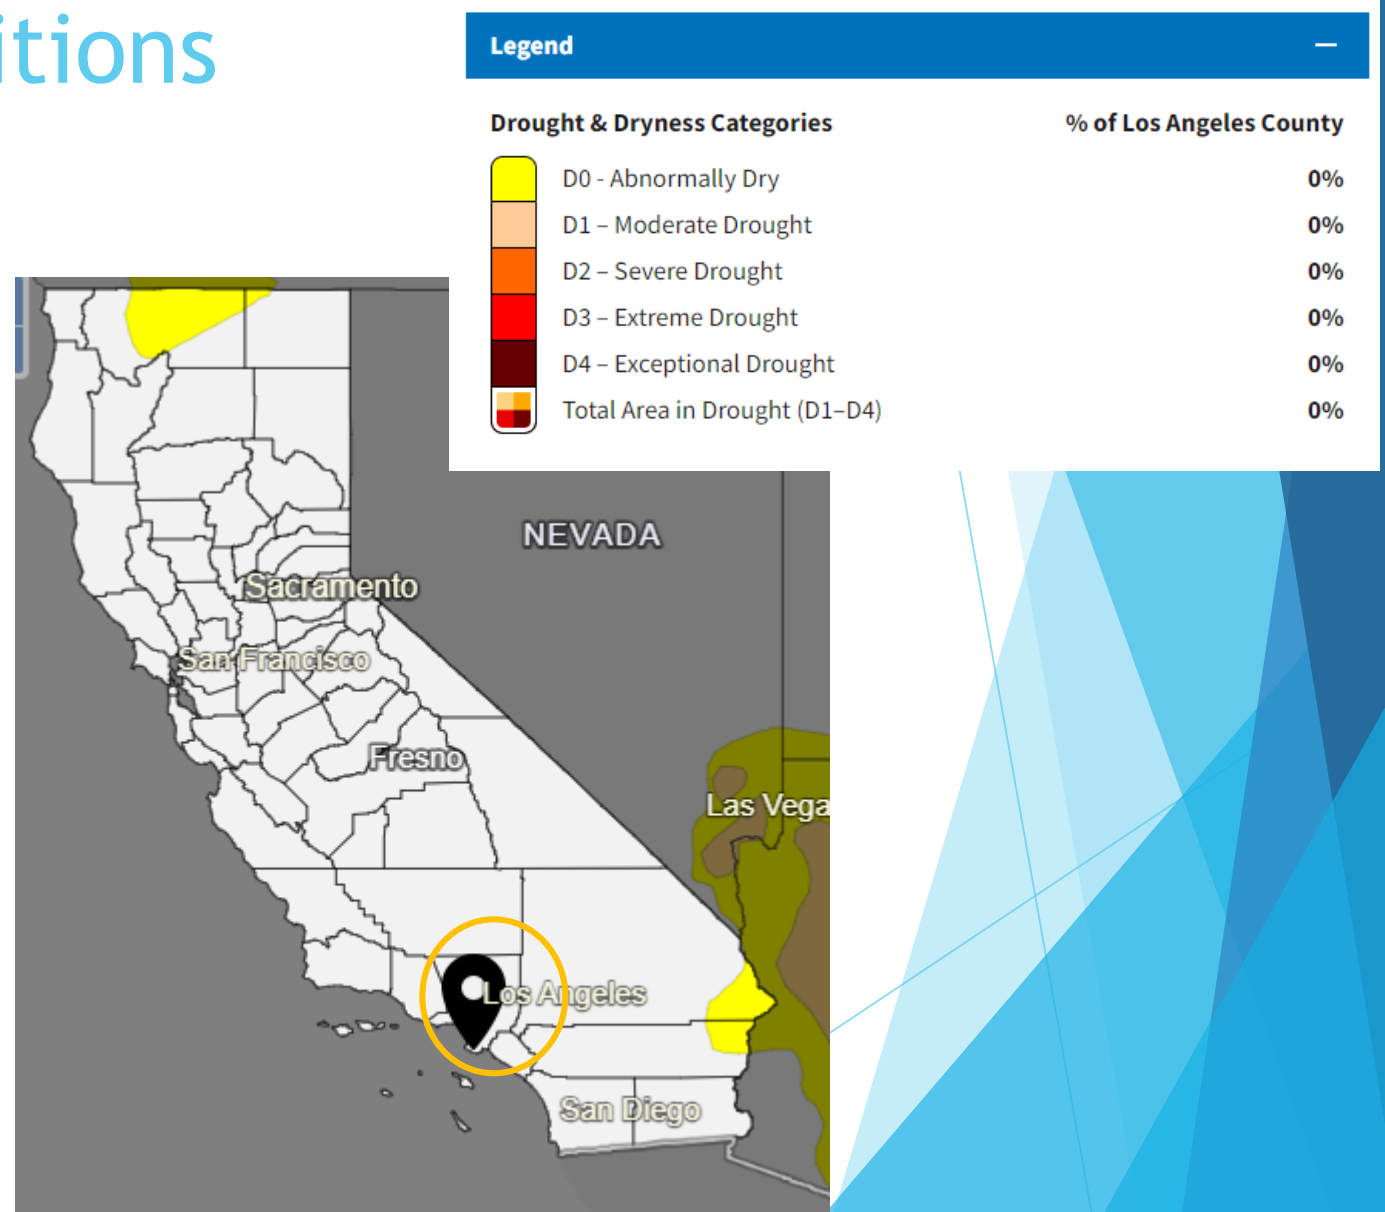 itions
Legend
Drought & Dryness Categories % of Los Angeles County
D0 - Abnormally Dry 0%
D1 – Moderate Drought 0%
D2 – Severe Drought 0%
D3 – Extreme Drought 0%
D4 – Exceptional Drought 0%
Total Area in Drought (D1–D4) 0%
NEVADA
Sacramento
San Francisco
Fresno
Las Vega
Los Angeles
San Diego